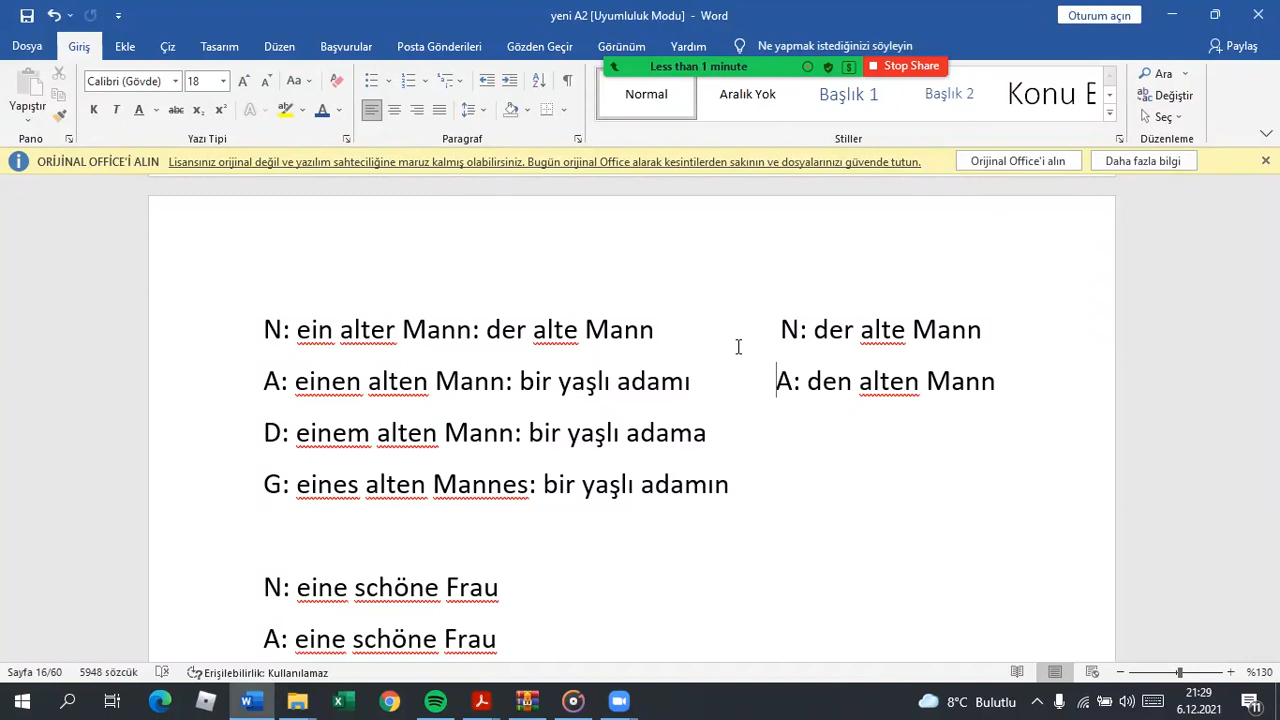 yeni A2 [Uyumluluk Modu] - Word
Oturum açın
Dosya Giriş Ekle Çiz Tasarım Düzen Başvurular Posta Gönderileri Gözden Geçir Görünüm Yardım Ne yapmak istediğinizi söyleyin Paylaş
Less than 1 minute Stop Share
Yapıştır
Calibri (Gövde) 18
Normal Aralık Yok Başlık 1 Başlık 2 Konu B
Ara
Değiştir
Seç
Pano Yazı Tipi Paragraf Stiller Düzenleme
ORİJİNAL OFFICE'İ ALIN Lisansınız orijinal değil ve yazılım sahteciliğine maruz kalmış olabilirsiniz. Bugün orijinal Office alarak kesintilerden sakının ve dosyalarınızı güvende tutun. Orijinal Office'i alın Daha fazla bilgi
N: ein alter Mann: der alte Mann N: der alte Mann
A: einen alten Mann: bir yaşlı adamı A: den alten Mann
D: einem alten Mann: bir yaşlı adama
G: eines alten Mannes: bir yaşlı adamın
N: eine schöne Frau
A: eine schöne Frau
Sayfa 16/60 5948 sözcük Erişilebilirlik: Kullanılamaz %130
8°C Bulutlu
21:29
6.12.2021
11